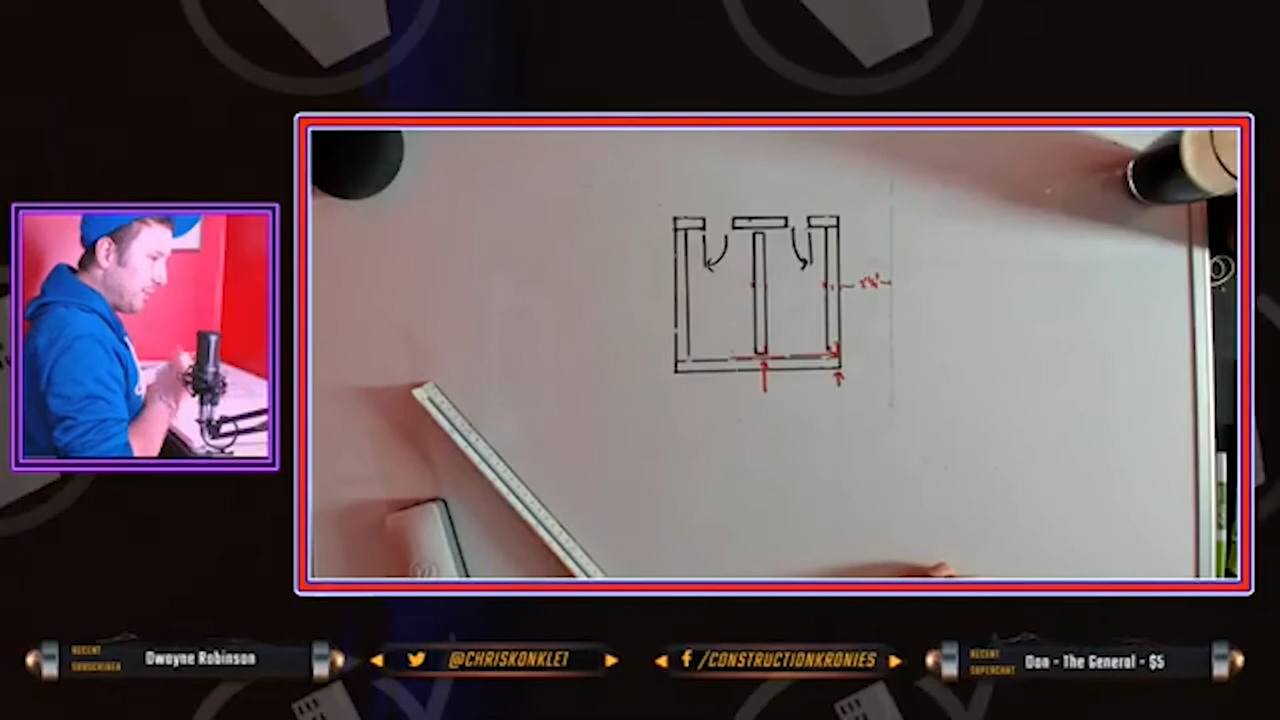 RECENT
SUBSCRIBER
Dwayne Robinson
@CHRISKONKLE1
/CONSTRUCTIONKRONIES
RECENT
SUPERCHAT
Don - The General - $5